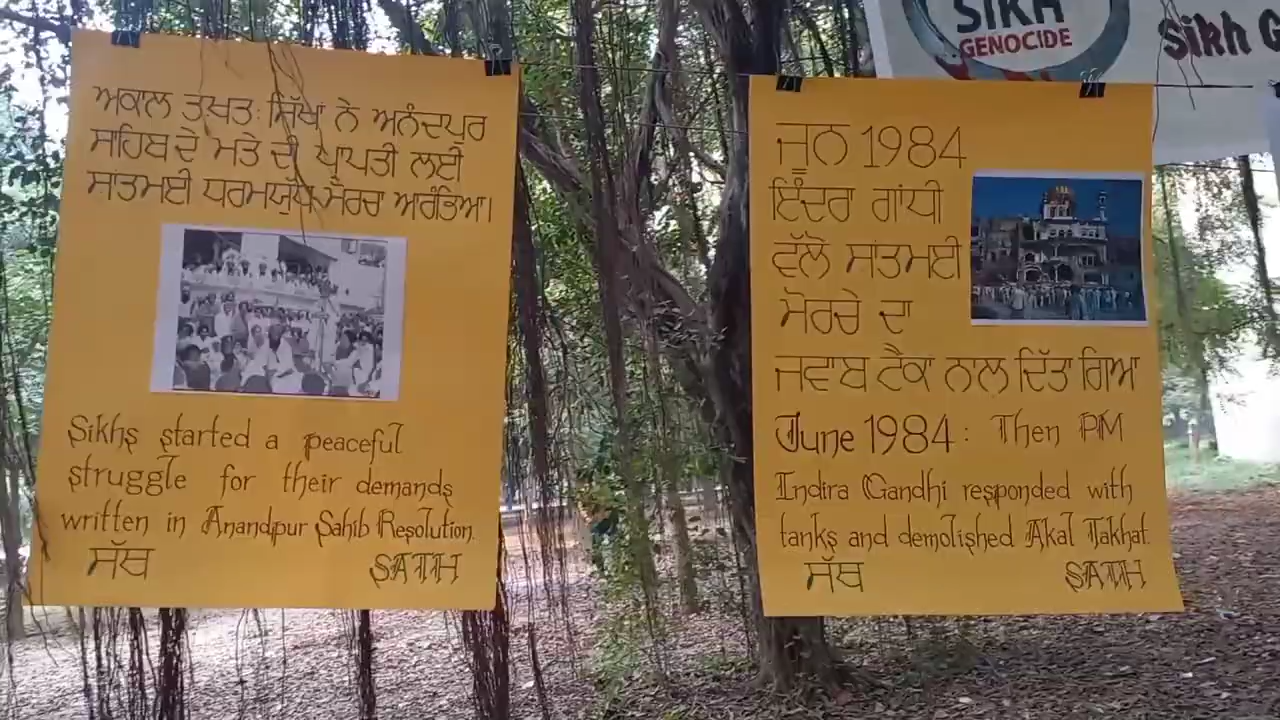 ਅਕਾਲ ਤਖਤ: ਸਿੱਖਾਂ ਨੇ ਅਨੰਦਪੁਰ
ਸਾਹਿਬ ਦੇ ਮਤੇ ਦੀ ਪ੍ਰਾਪਤੀ ਲਈ
ਸ਼ਾਂਤਮਈ ਧਰਮਯੁੱਧ ਮੋਰਚਾ ਆਰੰਭਿਆ।
Sikhs started a peaceful
struggle for their demands
written in Anandpur Sahib Resolution.
ਸੱਥ SATH
ਜੂਨ 1984
ਇੰਦਰਾ ਗਾਂਧੀ
ਵੱਲੋਂ ਸ਼ਾਂਤਮਈ
ਮੋਰਚੇ ਦਾ
ਜਵਾਬ ਟੈਂਕਾਂ ਨਾਲ ਦਿੱਤਾ ਗਿਆ
June 1984: Then PM
Indira Gandhi responded with
tanks and demolished Akal Takhat.
ਸੱਥ SATH
SIKH
GENOCIDE
Sikh